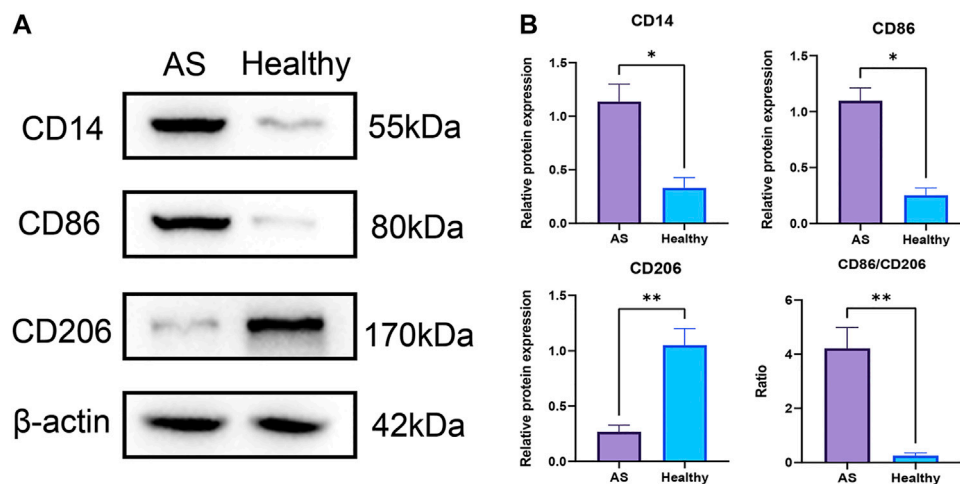 A
AS Healthy
CD14 55kDa
CD86 80kDa
CD206 170kDa
β-actin 42kDa
B
CD14
Relative protein expression
1.5
1.0
0.5
0.0
*
AS Healthy
CD86
Relative protein expression
1.5
1.0
0.5
0.0
*
AS Healthy
CD206
Relative protein expression
1.5
1.0
0.5
0.0
**
AS Healthy
CD86/CD206
Ratio
6
4
2
0
**
AS Healthy